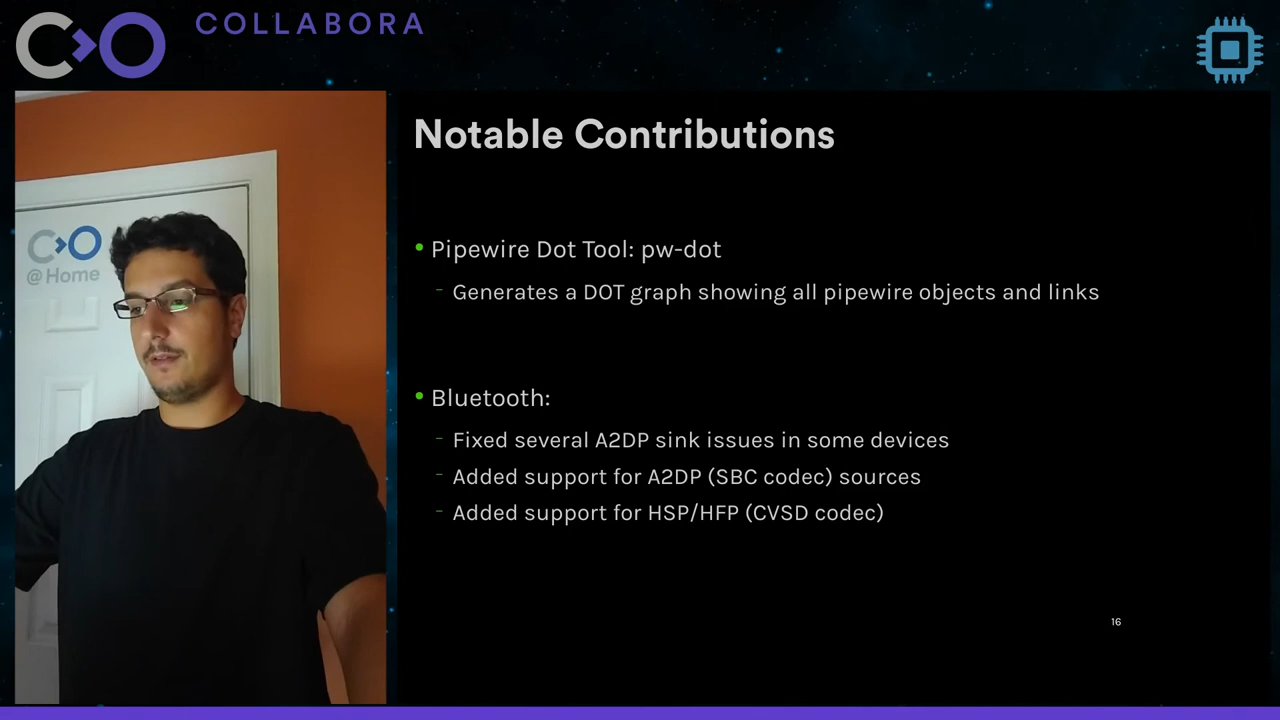 COLLABORA
@Home
Notable Contributions
• Pipewire Dot Tool: pw-dot
- Generates a DOT graph showing all pipewire objects and links
• Bluetooth:
- Fixed several A2DP sink issues in some devices
- Added support for A2DP (SBC codec) sources
- Added support for HSP/HFP (CVSD codec)
16